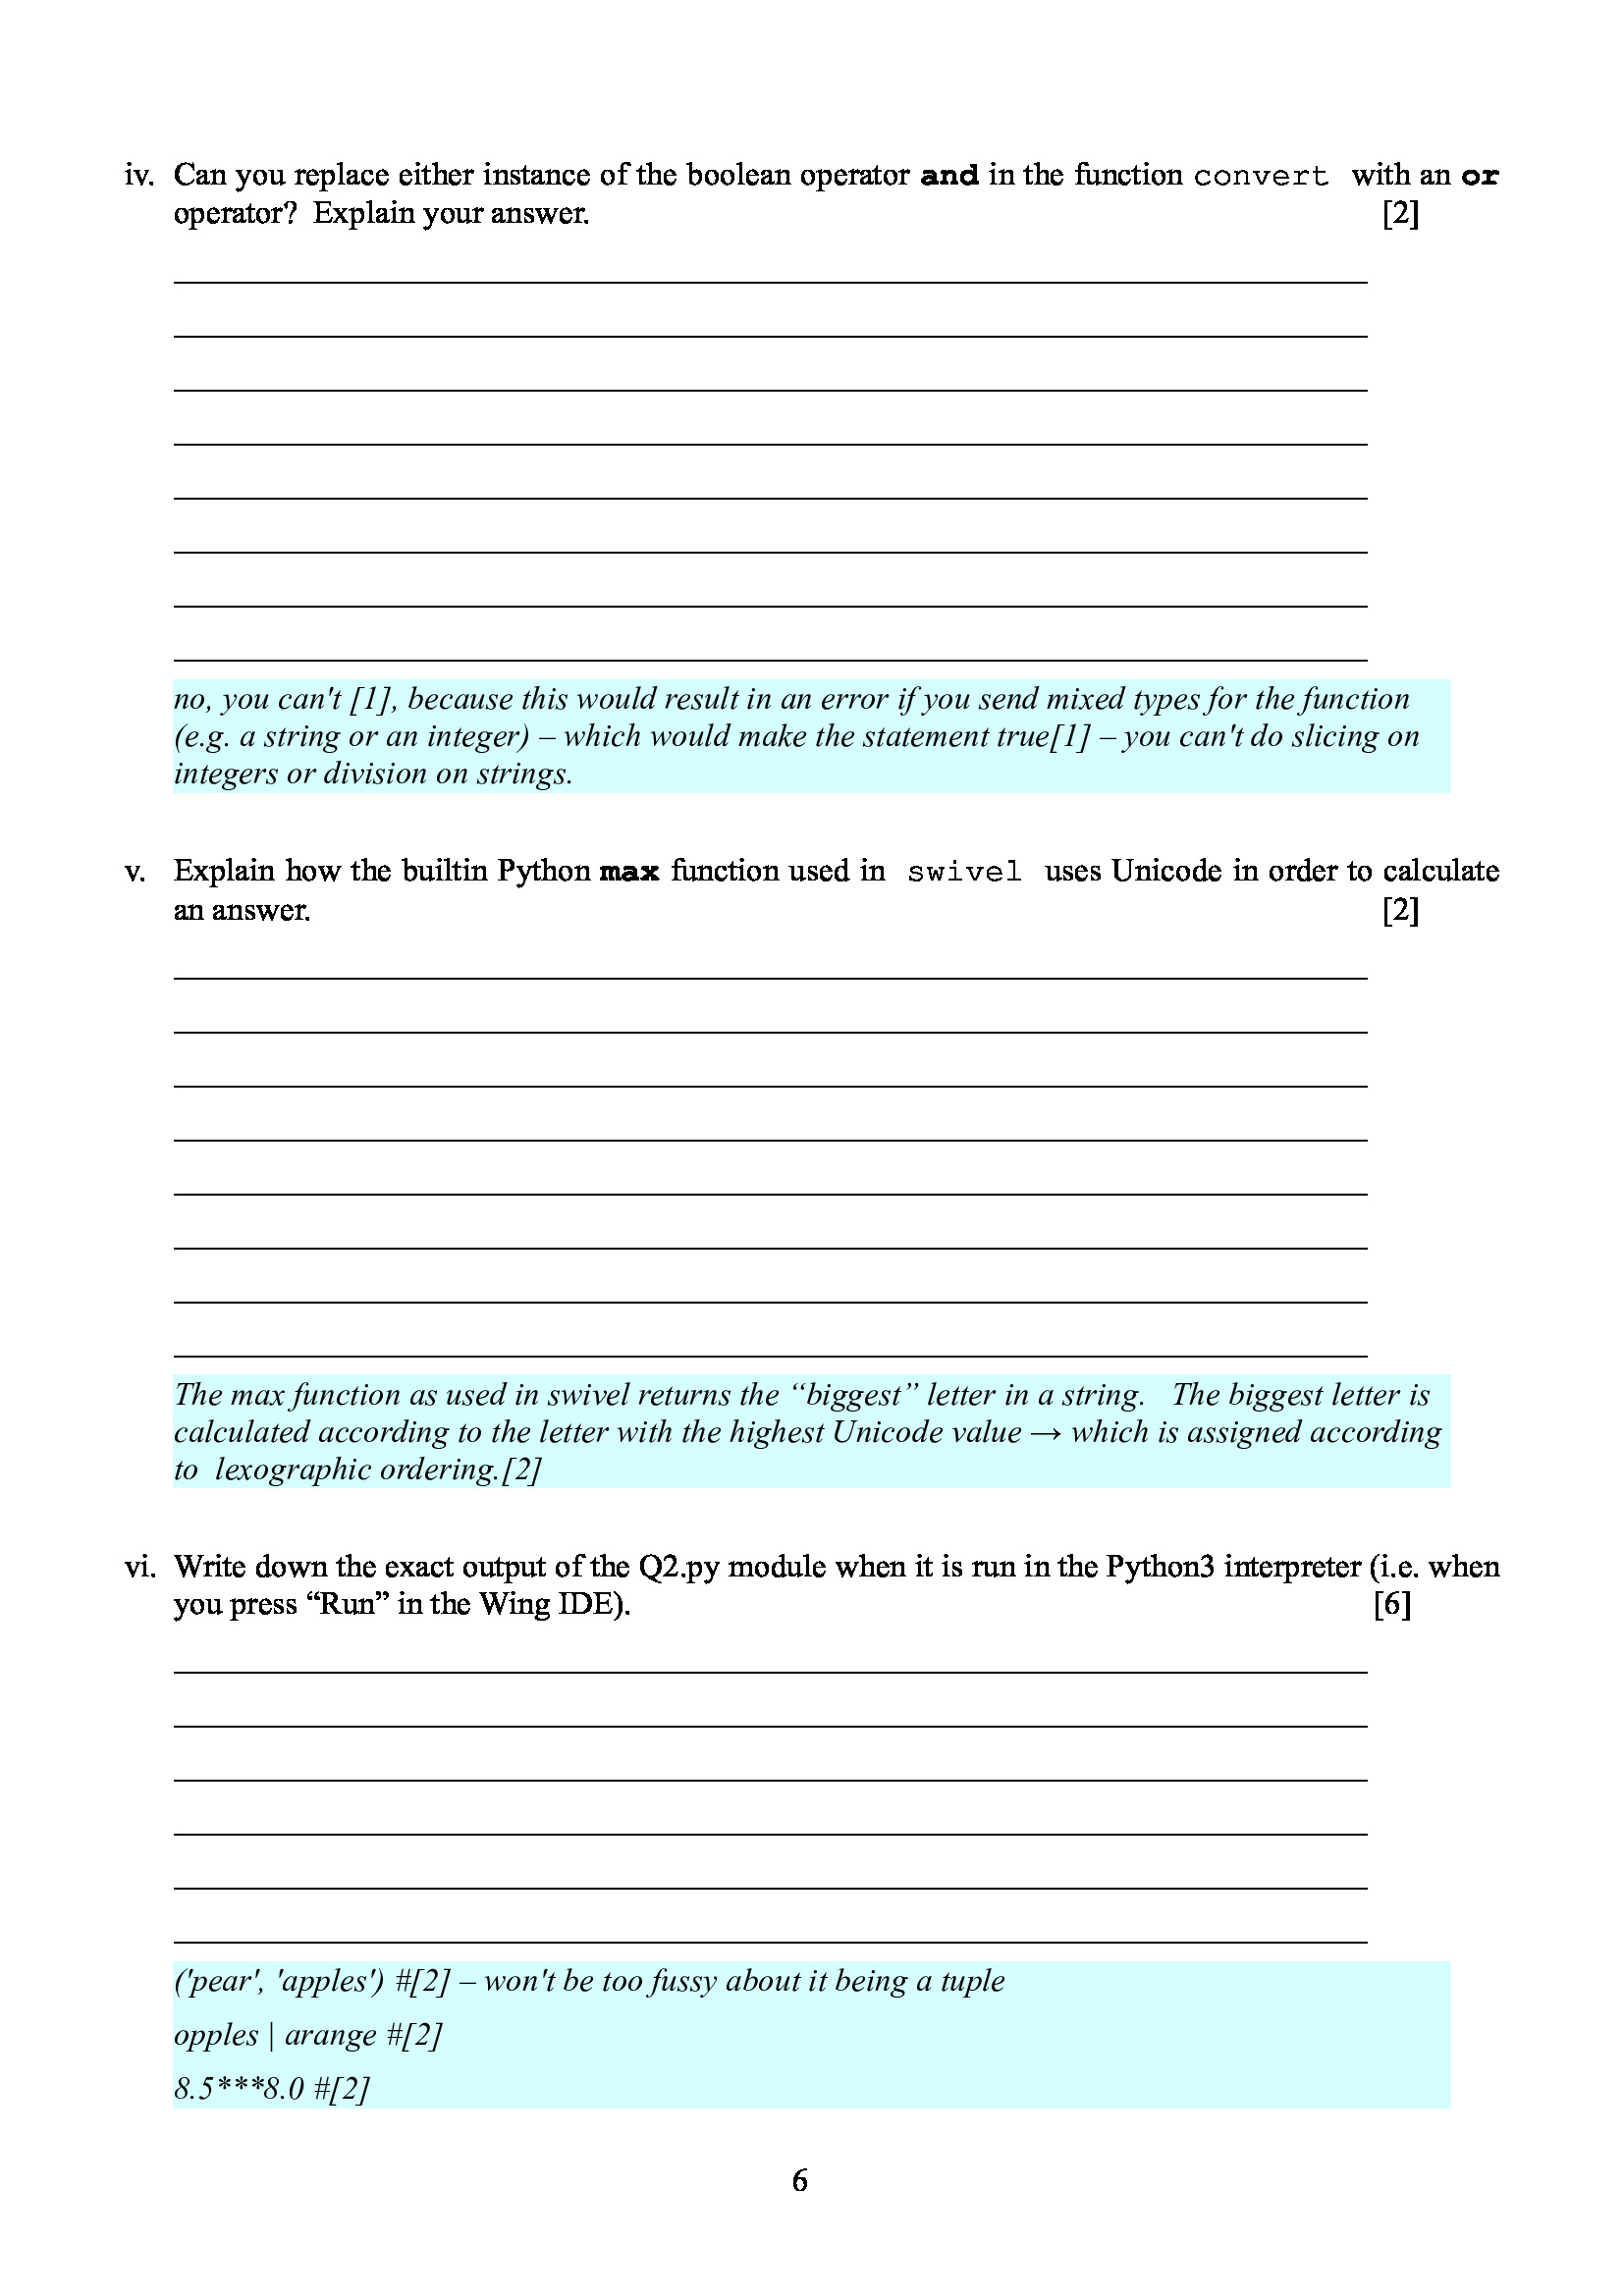 iv. Can you replace either instance of the boolean operator and in the function convert with an or
operator? Explain your answer. [2]
no, you can't [1], because this would result in an error if you send mixed types for the function
(e.g. a string or an integer) – which would make the statement true[1] – you can't do slicing on
integers or division on strings.
v. Explain how the builtin Python max function used in swivel uses Unicode in order to calculate
an answer. [2]
The max function as used in swivel returns the “biggest” letter in a string. The biggest letter is
calculated according to the letter with the highest Unicode value → which is assigned according
to lexographic ordering.[2]
vi. Write down the exact output of the Q2.py module when it is run in the Python3 interpreter (i.e. when
you press “Run” in the Wing IDE). [6]
('pear', 'apples') #[2] – won't be too fussy about it being a tuple
opples | arange #[2]
8.5***8.0 #[2]
6